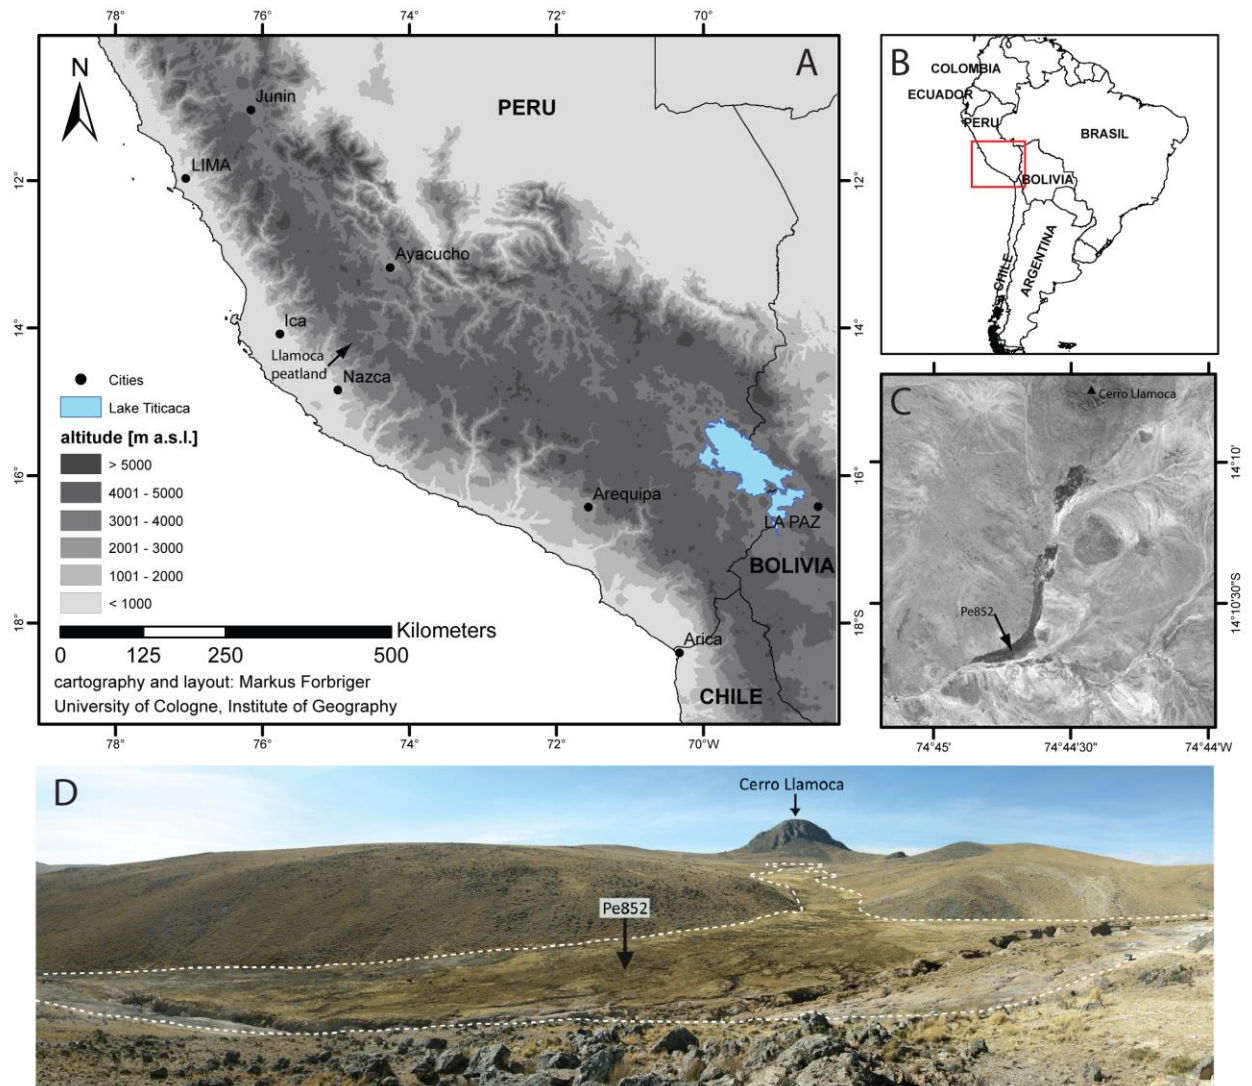 78°
76°
74°
72°
70°
A
N
Junin
PERU
LIMA
12°
12°
Ayacucho
14°
14°
Ica
Llamoca
peatland
Nazca
Cities
Lake Titicaca
altitude [m a.s.l.]
> 5000
4001 - 5000
3001 - 4000
2001 - 3000
1001 - 2000
< 1000
16°
16°
Arequipa
LA PAZ
BOLIVIA
18°
18°S
Kilometers
0 125 250 500
Arica
cartography and layout: Markus Forbriger
University of Cologne, Institute of Geography
CHILE
78°
76°
74°
72°
70°W
B
COLOMBIA
ECUADOR
PERU
BRASIL
BOLIVIA
CHILE
ARGENTINA
C
Cerro Llamoca
14°10'
14°10'30"S
Pe852
74°45'
74°44'30"
74°44'W
D
Cerro Llamoca
Pe852